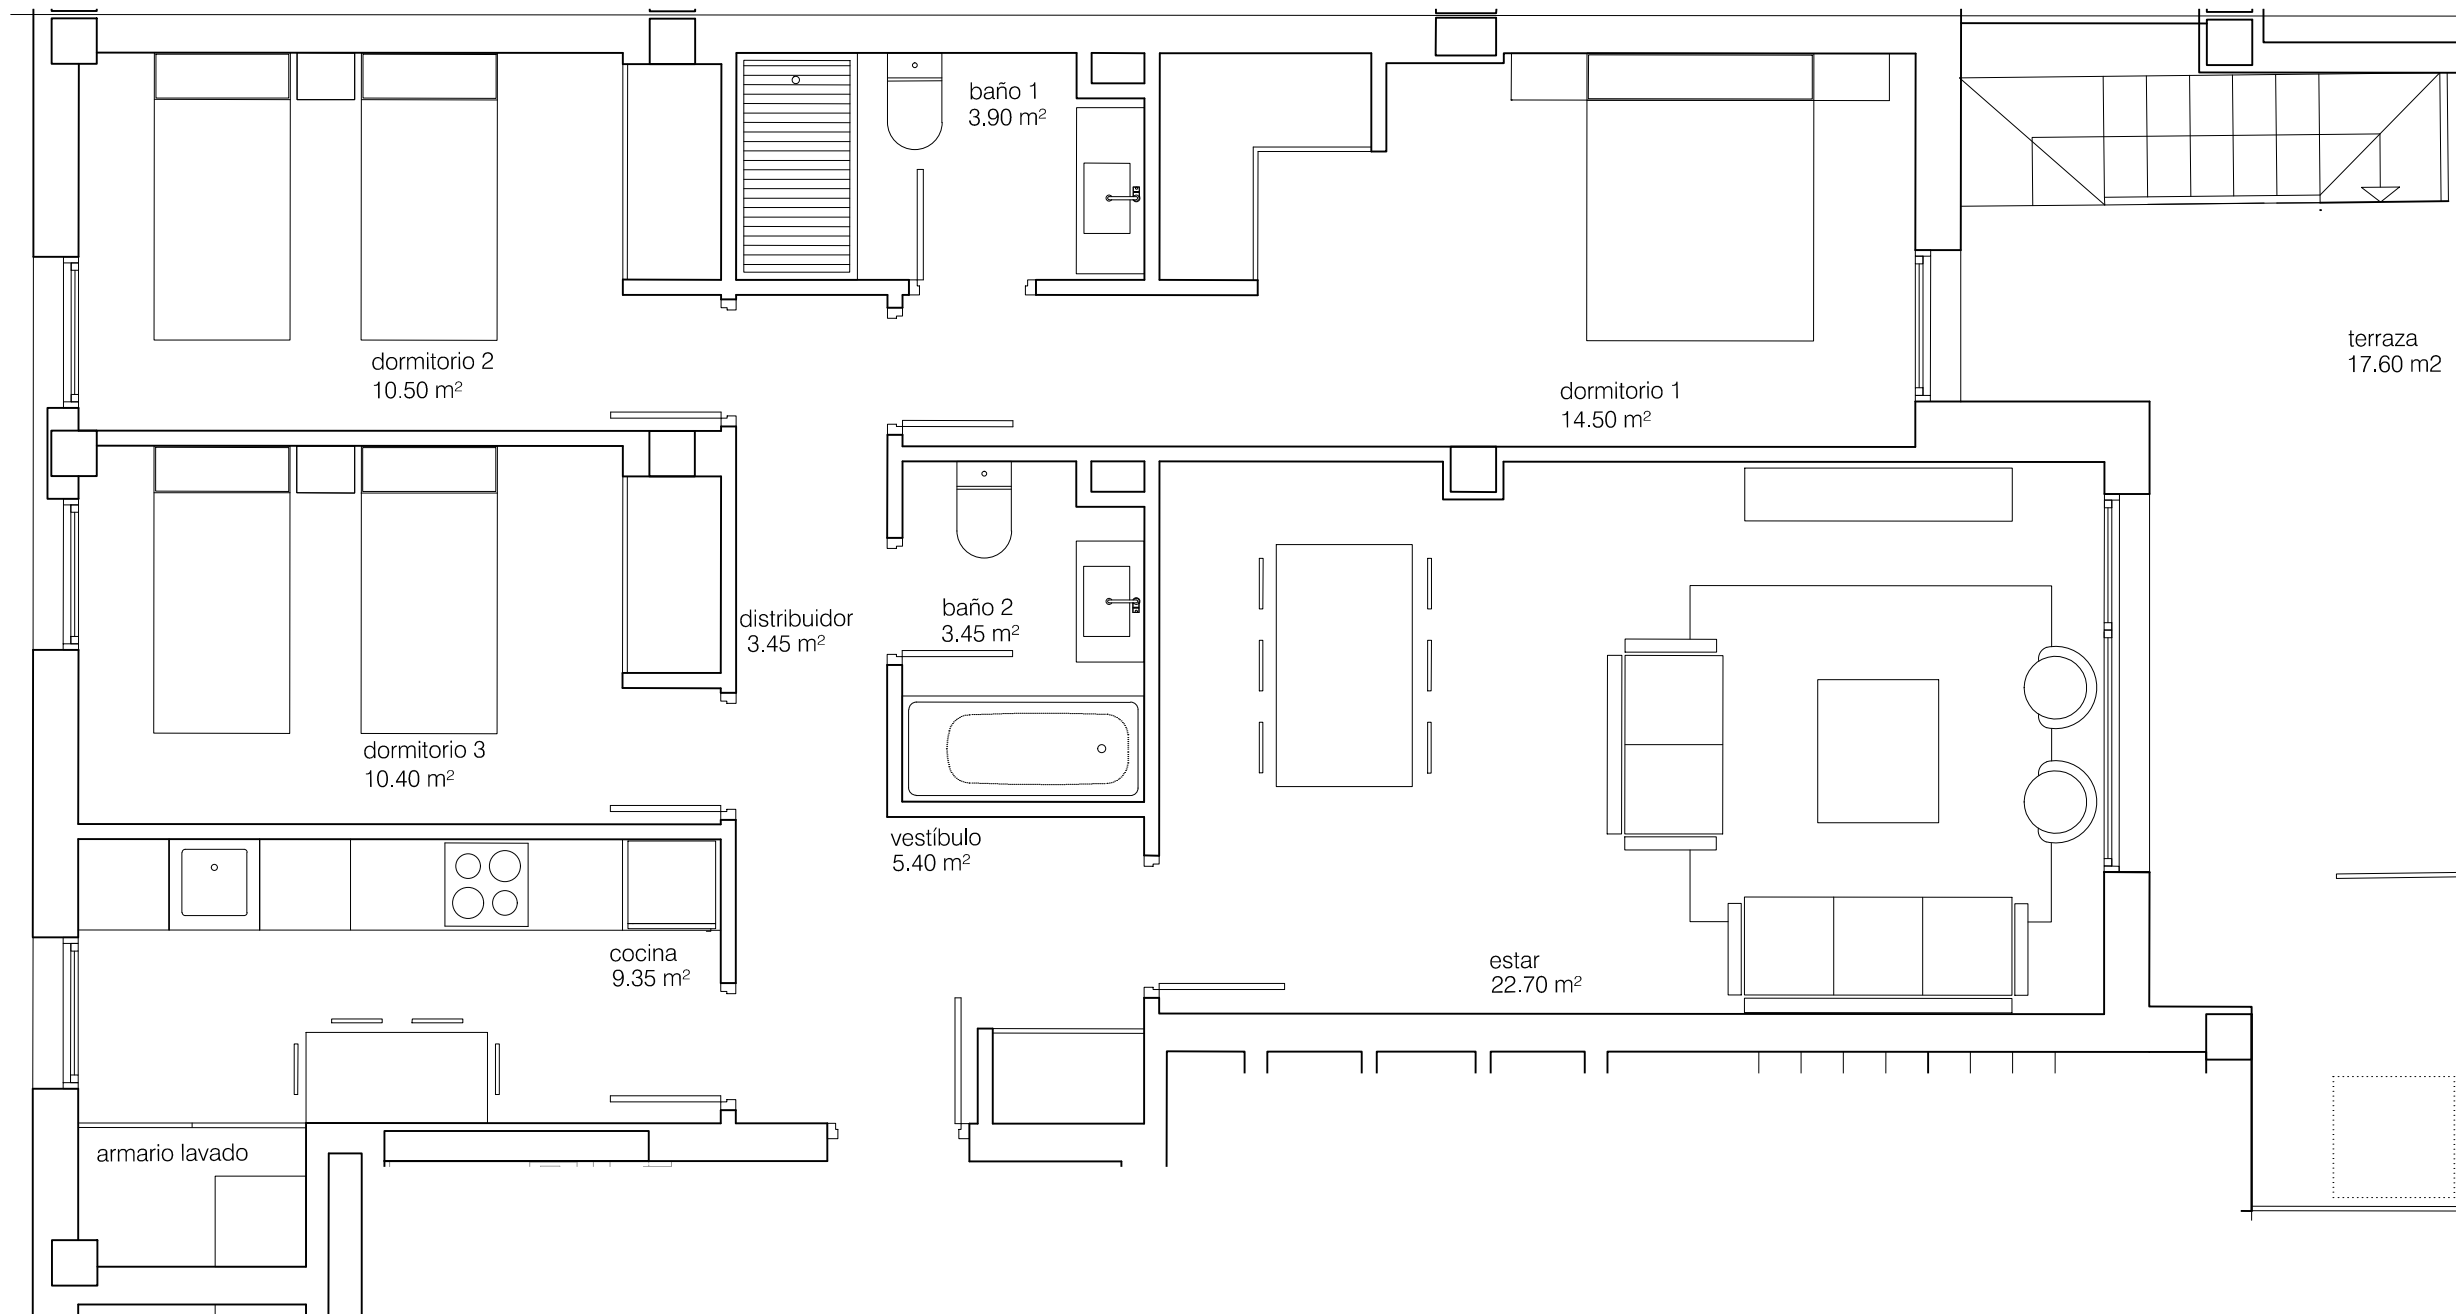 baño 1
3.90 m²
terraza
17.60 m2
dormitorio 2
10.50 m²
dormitorio 1
14.50 m²
distribuidor
3.45 m²
baño 2
3.45 m²
dormitorio 3
10.40 m²
vestíbulo
5.40 m²
cocina
9.35 m²
estar
22.70 m²
armario lavado